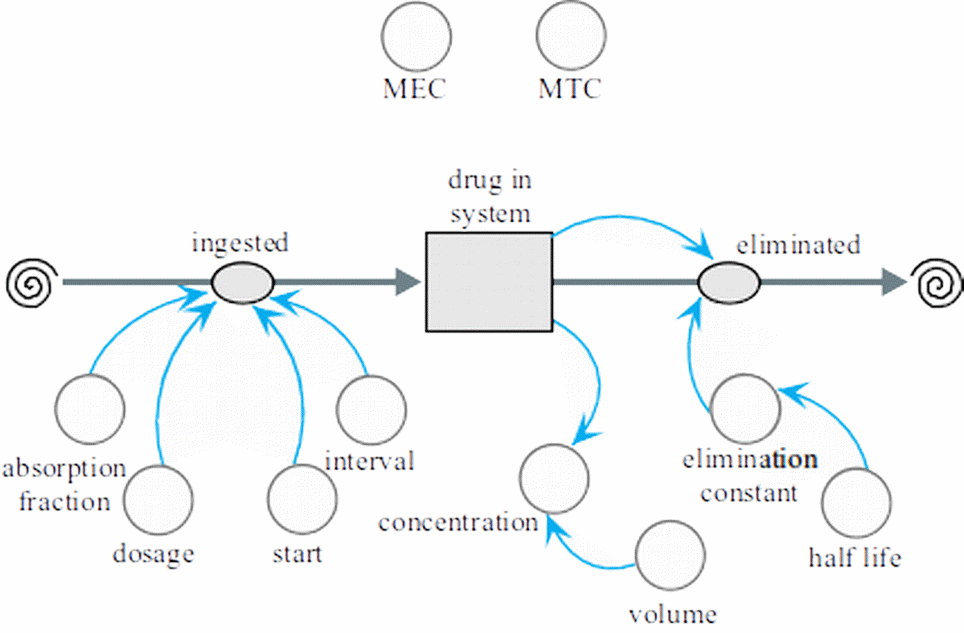 MEC
MTC
drug in
system
ingested
eliminated
absorption
fraction
interval
elimination
constant
concentration
dosage
start
half life
volume